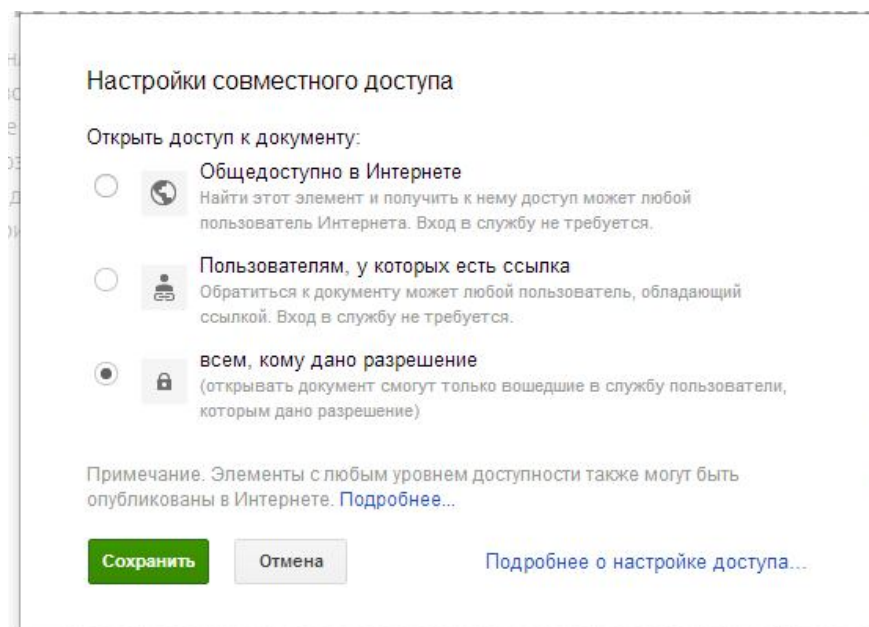 Настройки совместного доступа
Открыть доступ к документу:
Общедоступно в Интернете
Найти этот элемент и получить к нему доступ может любой
пользователь Интернета. Вход в службу не требуется.
Пользователям, у которых есть ссылка
Обратиться к документу может любой пользователь, обладающий
ссылкой. Вход в службу не требуется.
всем, кому дано разрешение
(открывать документ смогут только вошедшие в службу пользователи,
которым дано разрешение)
Примечание. Элементы с любым уровнем доступности также могут быть
опубликованы в Интернете. Подробнее...
Сохранить
Отмена
Подробнее о настройке доступа...